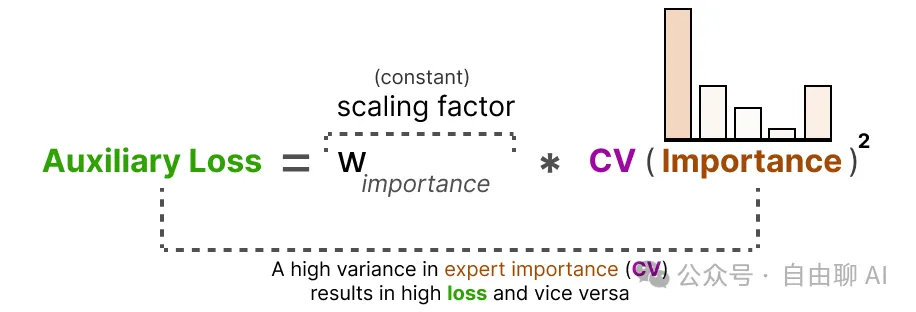 (constant)
scaling factor
Auxiliary Loss = w importance * CV ( Importance )²
A high variance in expert importance (CV)
results in high loss and vice versa
公众号 · 自由聊 AI